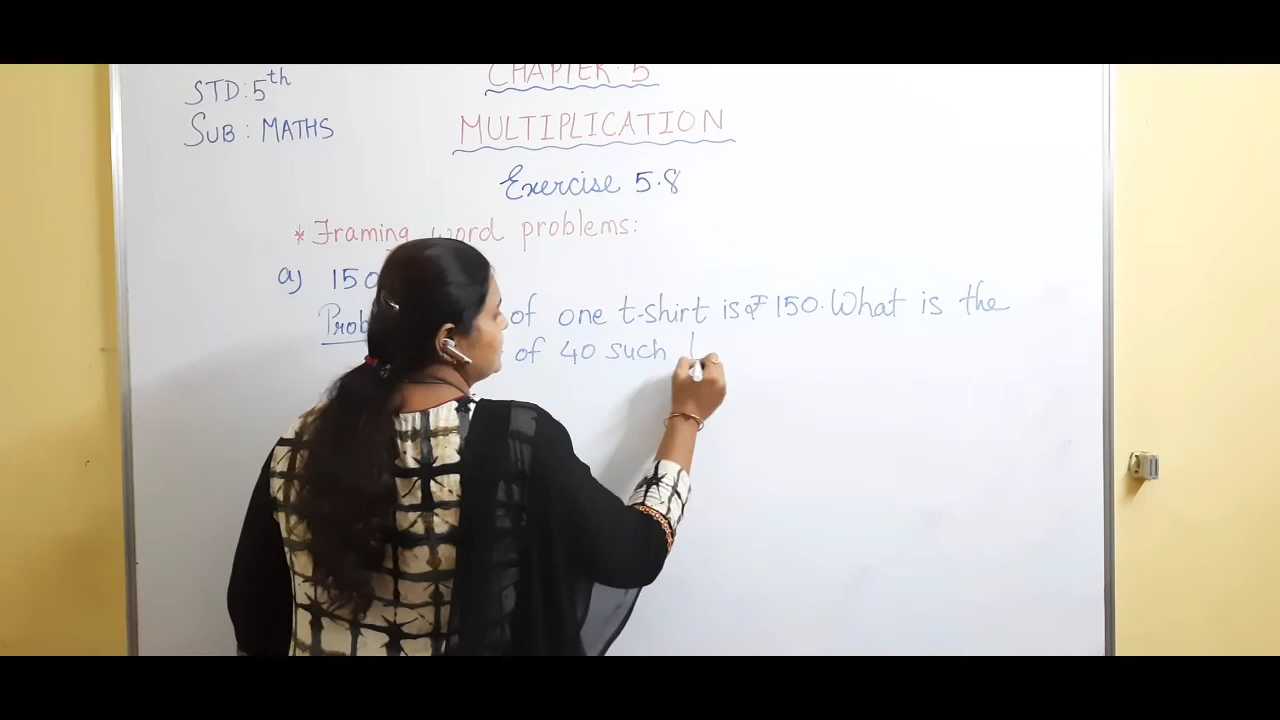 STD: 5th
CHAPTER: 5
SUB: MATHS
MULTIPLICATION
Exercise 5.8
* Framing word problems:
a) 150
of one t-shirt is ₹ 150. What is the
of 40 such